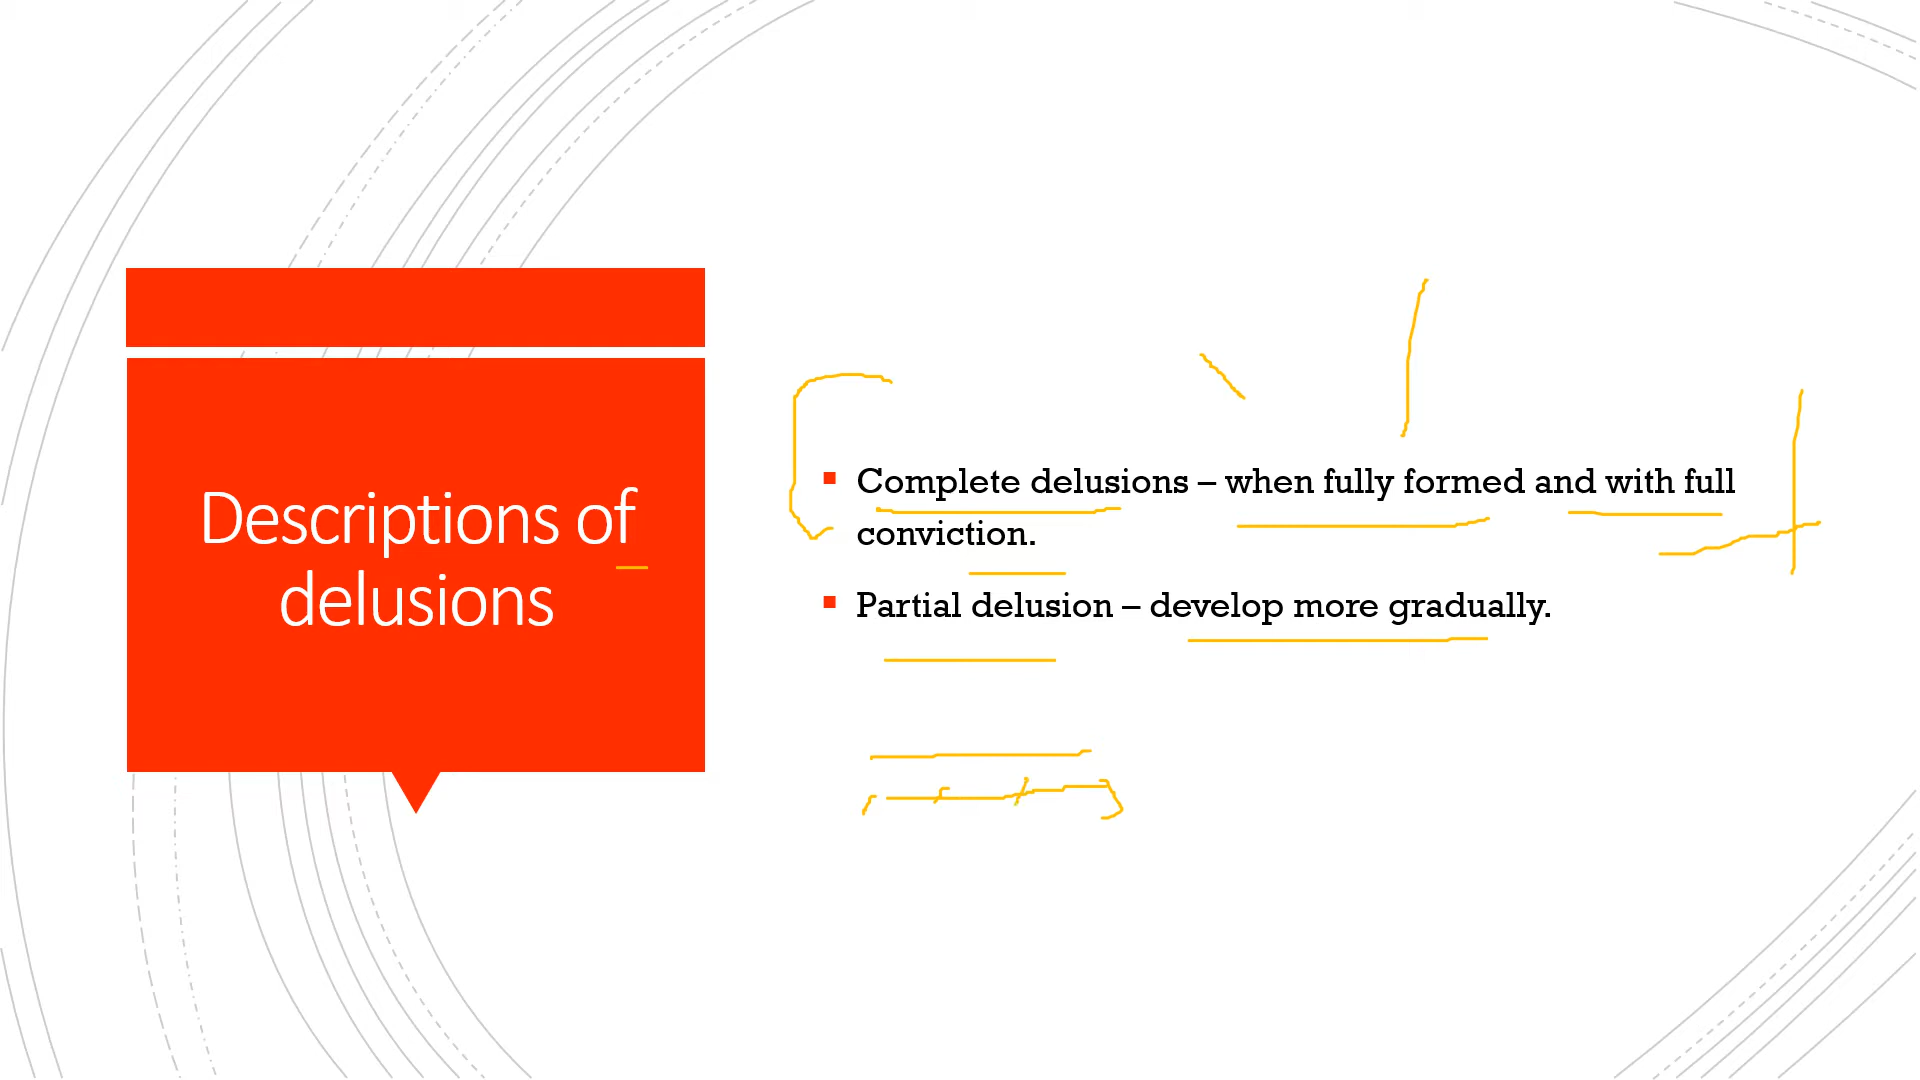 Descriptions of
delusions
Complete delusions – when fully formed and with full
conviction.
Partial delusion – develop more gradually.